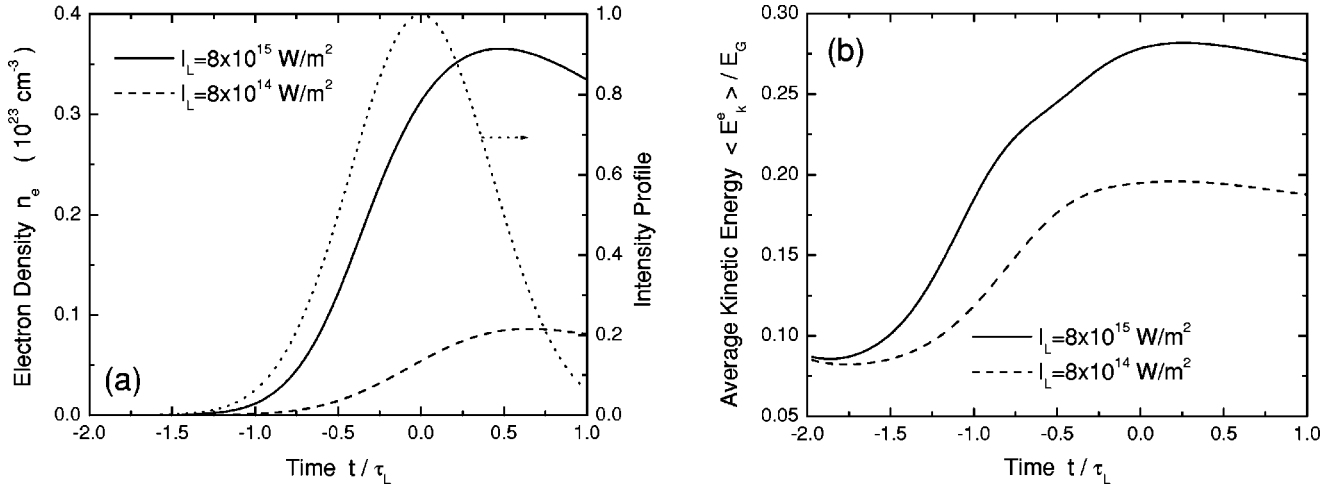 (a)
Electron Density n_e ( 10^23 cm^-3 )
0.4
0.3
0.2
0.1
0.0
I_L=8x10^15 W/m^2
I_L=8x10^14 W/m^2
1.0
0.8
0.6
0.4
0.2
0.0
Intensity Profile
-2.0 -1.5 -1.0 -0.5 0.0 0.5 1.0
Time t / τ_L
(b)
Average Kinetic Energy < E_k^e > / E_G
0.30
0.25
0.20
0.15
0.10
0.05
I_L=8x10^15 W/m^2
I_L=8x10^14 W/m^2
-2.0 -1.5 -1.0 -0.5 0.0 0.5 1.0
Time t / τ_L